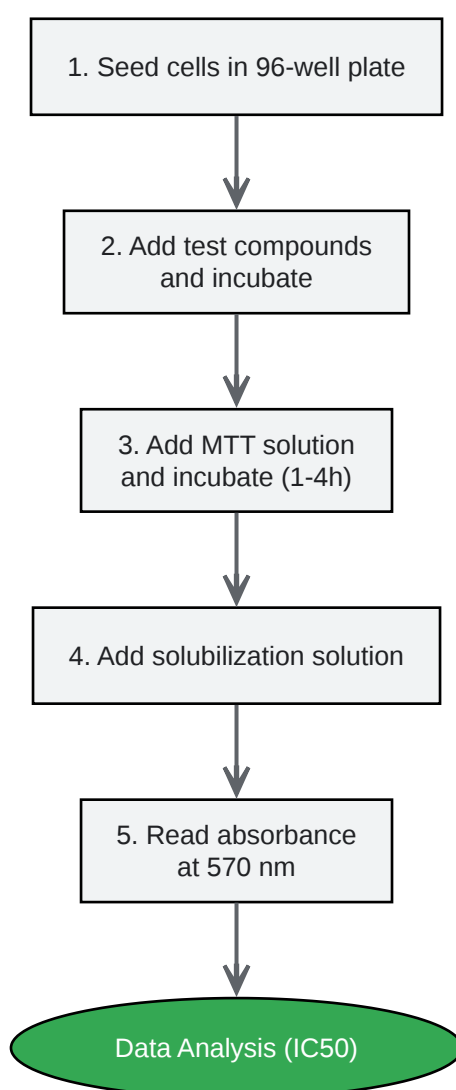 1. Seed cells in 96-well plate
2. Add test compounds
and incubate
3. Add MTT solution
and incubate (1-4h)
4. Add solubilization solution
5. Read absorbance
at 570 nm
Data Analysis (IC50)